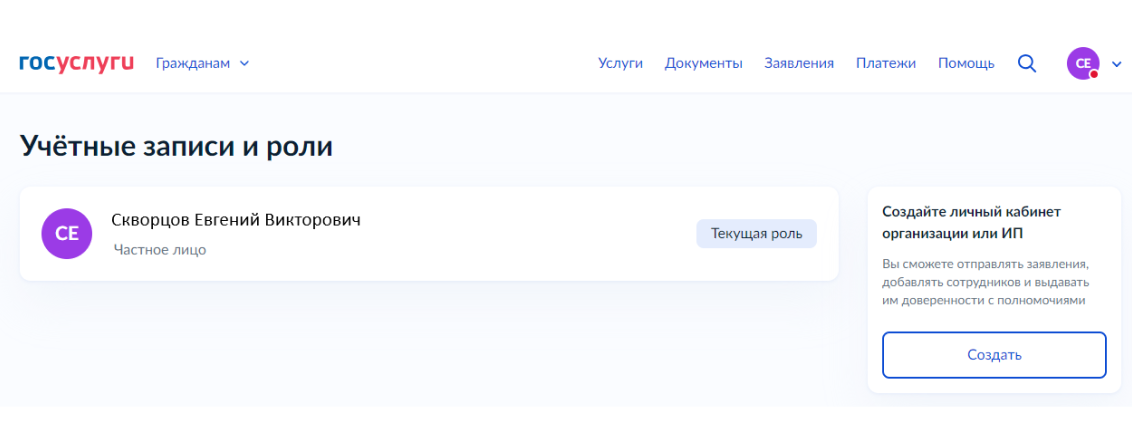 госуслуги Гражданам Услуги Документы Заявления Платежи Помощь СЕ
Учётные записи и роли
СЕ Скворцов Евгений Викторович
Частное лицо
Текущая роль
Создайте личный кабинет
организации или ИП
Вы сможете отправлять заявления,
добавлять сотрудников и выдавать
им доверенности с полномочиями
Создать